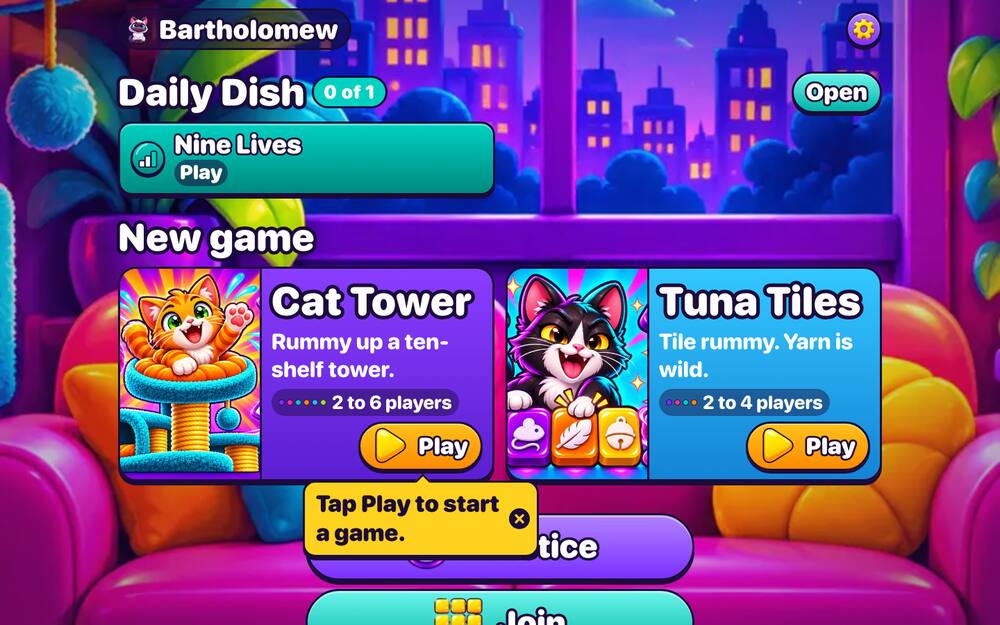 Bartholomew
Daily Dish
0 of 1
Open
Nine Lives
Play
New game
Cat Tower
Rummy up a ten-
shelf tower.
2 to 6 players
Play
Tuna Tiles
Tile rummy. Yarn is
wild.
2 to 4 players
Play
Tap Play to start
a game.
tice
Join